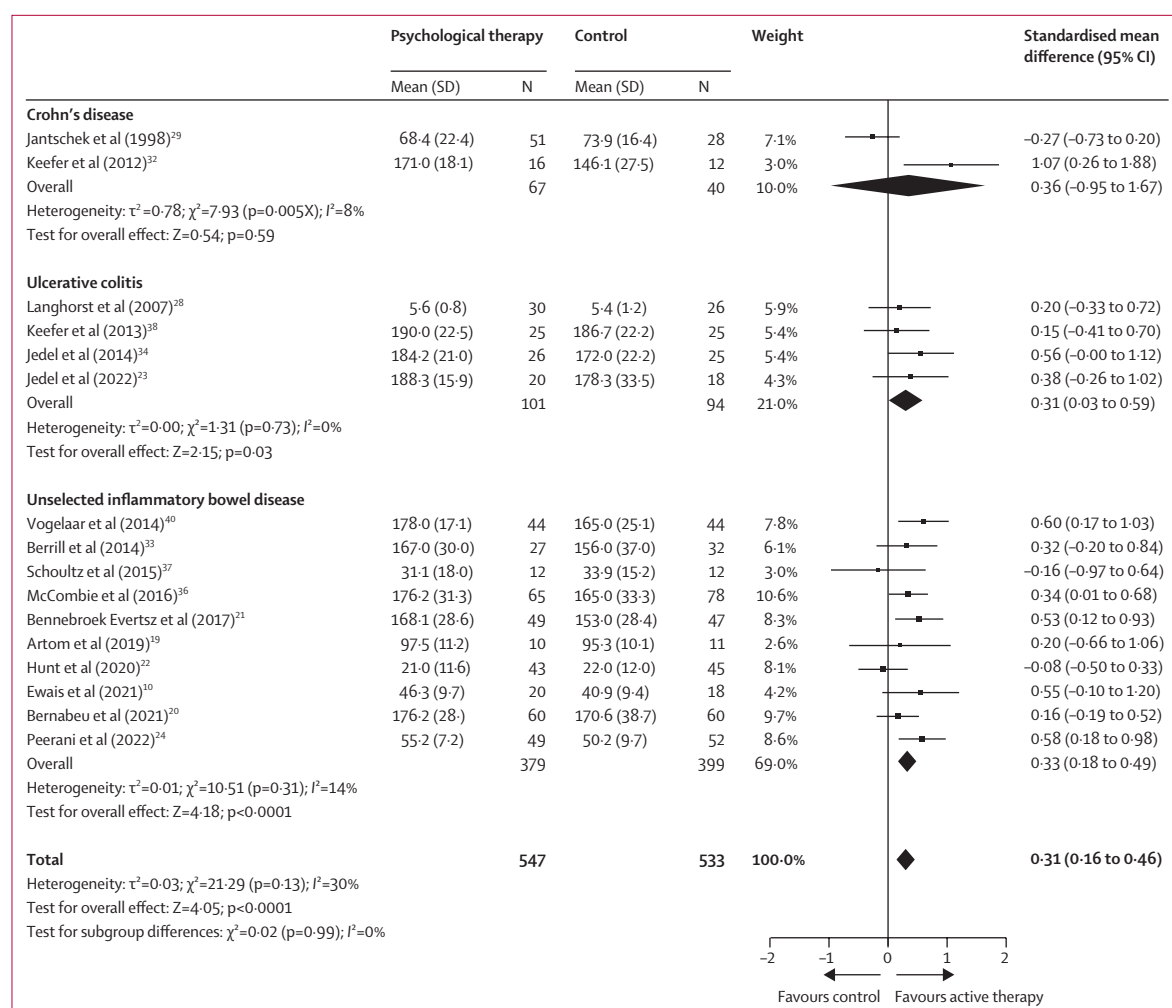 Psychological therapy Control Weight Standardised mean
difference (95% CI)
Mean (SD) N Mean (SD) N
Crohn's disease
Jantschek et al (1998)²⁹ 68·4 (22·4) 51 73·9 (16·4) 28 7·1% –0·27 (–0·73 to 0·20)
Keefer et al (2012)³² 171·0 (18·1) 16 146·1 (27·5) 12 3·0% 1·07 (0·26 to 1·88)
Overall 67 40 10·0% 0·36 (–0·95 to 1·67)
Heterogeneity: τ²=0·78; χ²=7·93 (p=0·005X); I²=8%
Test for overall effect: Z=0·54; p=0·59
Ulcerative colitis
Langhorst et al (2007)²⁸ 5·6 (0·8) 30 5·4 (1·2) 26 5·9% 0·20 (–0·33 to 0·72)
Keefer et al (2013)³⁸ 190·0 (22·5) 25 186·7 (22·2) 25 5·4% 0·15 (–0·41 to 0·70)
Jedel et al (2014)³⁴ 184·2 (21·0) 26 172·0 (22·2) 25 5·4% 0·56 (–0·00 to 1·12)
Jedel et al (2022)²³ 188·3 (15·9) 20 178·3 (33·5) 18 4·3% 0·38 (–0·26 to 1·02)
Overall 101 94 21·0% 0·31 (0·03 to 0·59)
Heterogeneity: τ²=0·00; χ²=1·31 (p=0·73); I²=0%
Test for overall effect: Z=2·15; p=0·03
Unselected inflammatory bowel disease
Vogelaar et al (2014)⁴⁰ 178·0 (17·1) 44 165·0 (25·1) 44 7·8% 0·60 (0·17 to 1·03)
Berrill et al (2014)³³ 167·0 (30·0) 27 156·0 (37·0) 32 6·1% 0·32 (–0·20 to 0·84)
Schoultz et al (2015)³⁷ 31·1 (18·0) 12 33·9 (15·2) 12 3·0% –0·16 (–0·97 to 0·64)
McCombie et al (2016)³⁶ 176·2 (31·3) 65 165·0 (33·3) 78 10·6% 0·34 (0·01 to 0·68)
Bennebroek Evertsz et al (2017)²¹ 168·1 (28·6) 49 153·0 (28·4) 47 8·3% 0·53 (0·12 to 0·93)
Artom et al (2019)¹⁹ 97·5 (11·2) 10 95·3 (10·1) 11 2·6% 0·20 (–0·66 to 1·06)
Hunt et al (2020)²² 21·0 (11·6) 43 22·0 (12·0) 45 8·1% –0·08 (–0·50 to 0·33)
Ewais et al (2021)¹⁰ 46·3 (9·7) 20 40·9 (9·4) 18 4·2% 0·55 (–0·10 to 1·20)
Bernabeu et al (2021)²⁰ 176·2 (28·) 60 170·6 (38·7) 60 9·7% 0·16 (–0·19 to 0·52)
Peerani et al (2022)²⁴ 55·2 (7·2) 49 50·2 (9·7) 52 8·6% 0·58 (0·18 to 0·98)
Overall 379 399 69·0% 0·33 (0·18 to 0·49)
Heterogeneity: τ²=0·01; χ²=10·51 (p=0·31); I²=14%
Test for overall effect: Z=4·18; p<0·0001
Total 547 533 100·0% 0·31 (0·16 to 0·46)
Heterogeneity: τ²=0·03; χ²=21·29 (p=0·13); I²=30%
Test for overall effect: Z=4·05; p<0·0001
Test for subgroup differences: χ²=0·02 (p=0·99); I²=0%
–2 –1 0 1 2
Favours control Favours active therapy